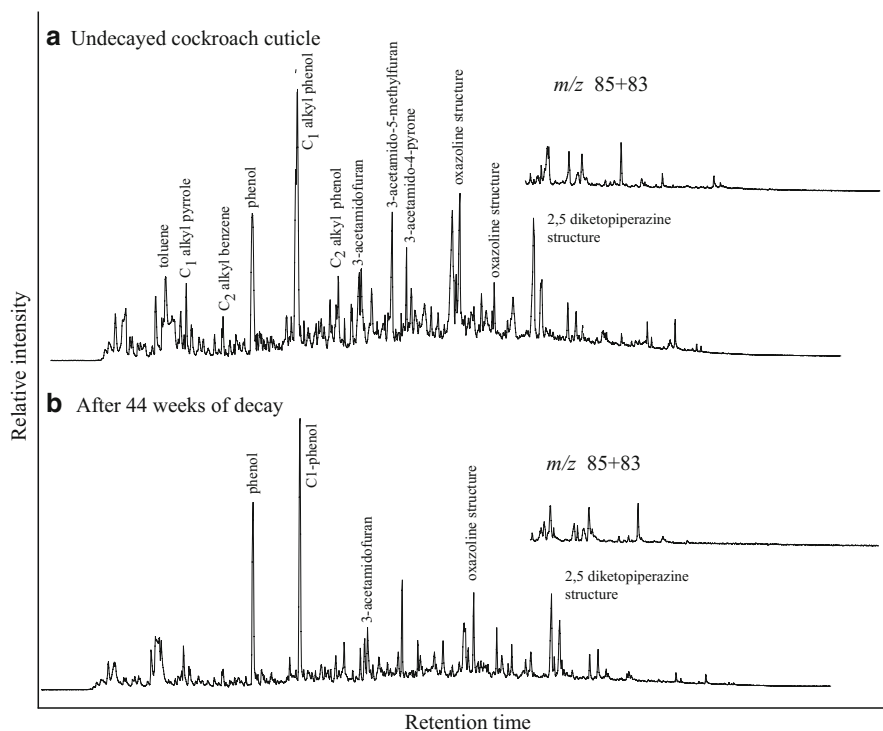 a Undecayed cockroach cuticle
toluene
C1 alkyl pyrrole
C2 alkyl benzene
phenol
C1 alkyl phenol
C2 alkyl phenol
3-acetamidofuran
3-acetamido-5-methylfuran
3-acetamido-4-pyrone
oxazoline structure
oxazoline structure
m/z 85+83
2,5 diketopiperazine
structure
Relative intensity
b After 44 weeks of decay
phenol
C1-phenol
3-acetamidofuran
oxazoline structure
m/z 85+83
2,5 diketopiperazine
structure
Retention time